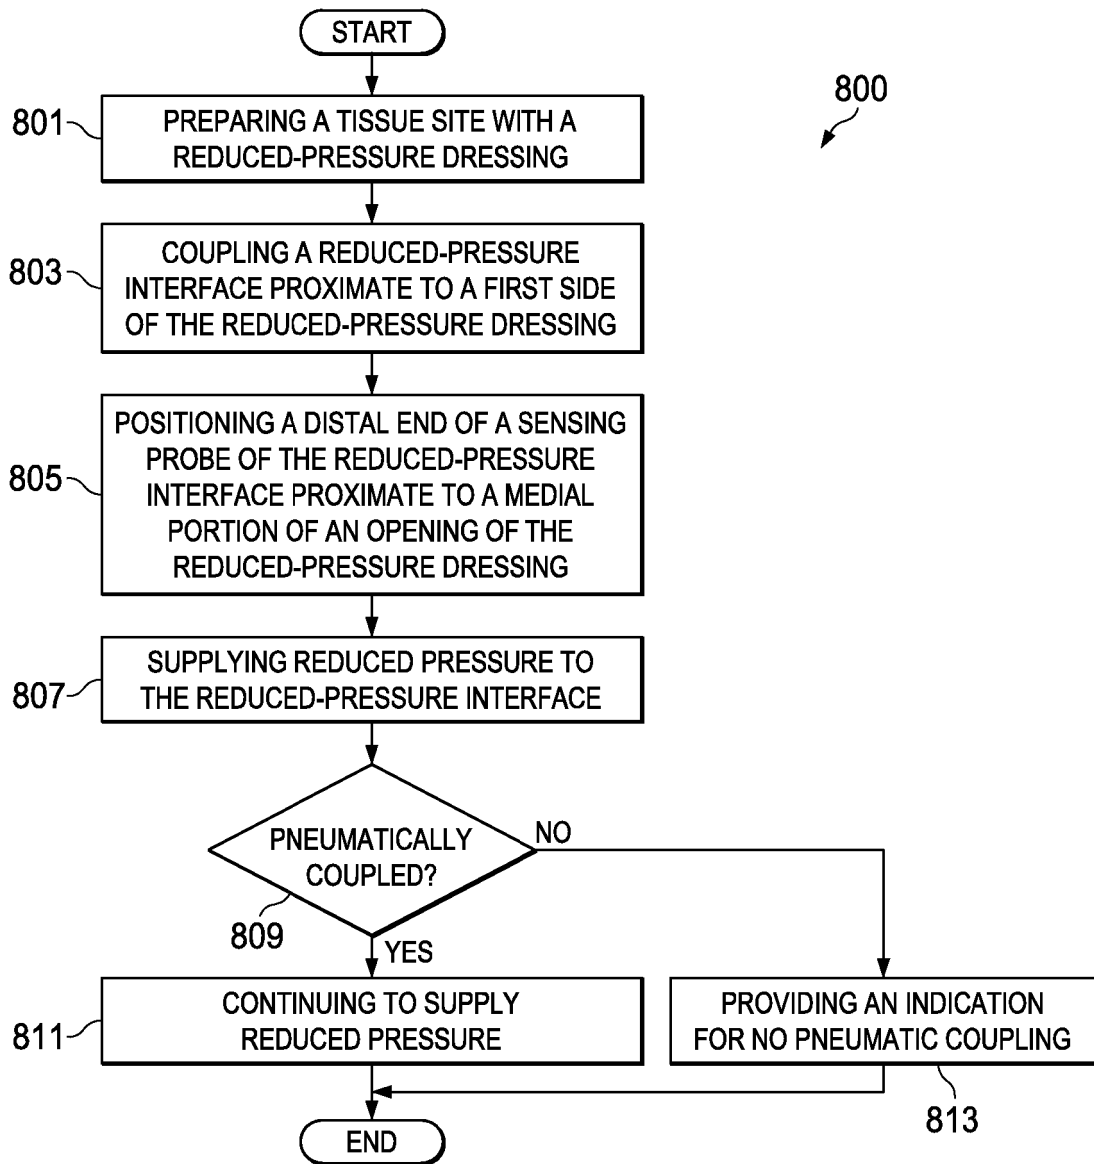 START
800
801
PREPARING A TISSUE SITE WITH A
REDUCED-PRESSURE DRESSING
803
COUPLING A REDUCED-PRESSURE
INTERFACE PROXIMATE TO A FIRST SIDE
OF THE REDUCED-PRESSURE DRESSING
805
POSITIONING A DISTAL END OF A SENSING
PROBE OF THE REDUCED-PRESSURE
INTERFACE PROXIMATE TO A MEDIAL
PORTION OF AN OPENING OF THE
REDUCED-PRESSURE DRESSING
807
SUPPLYING REDUCED PRESSURE TO
THE REDUCED-PRESSURE INTERFACE
PNEUMATICALLY
COUPLED?
NO
809
YES
811
CONTINUING TO SUPPLY
REDUCED PRESSURE
PROVIDING AN INDICATION
FOR NO PNEUMATIC COUPLING
813
END